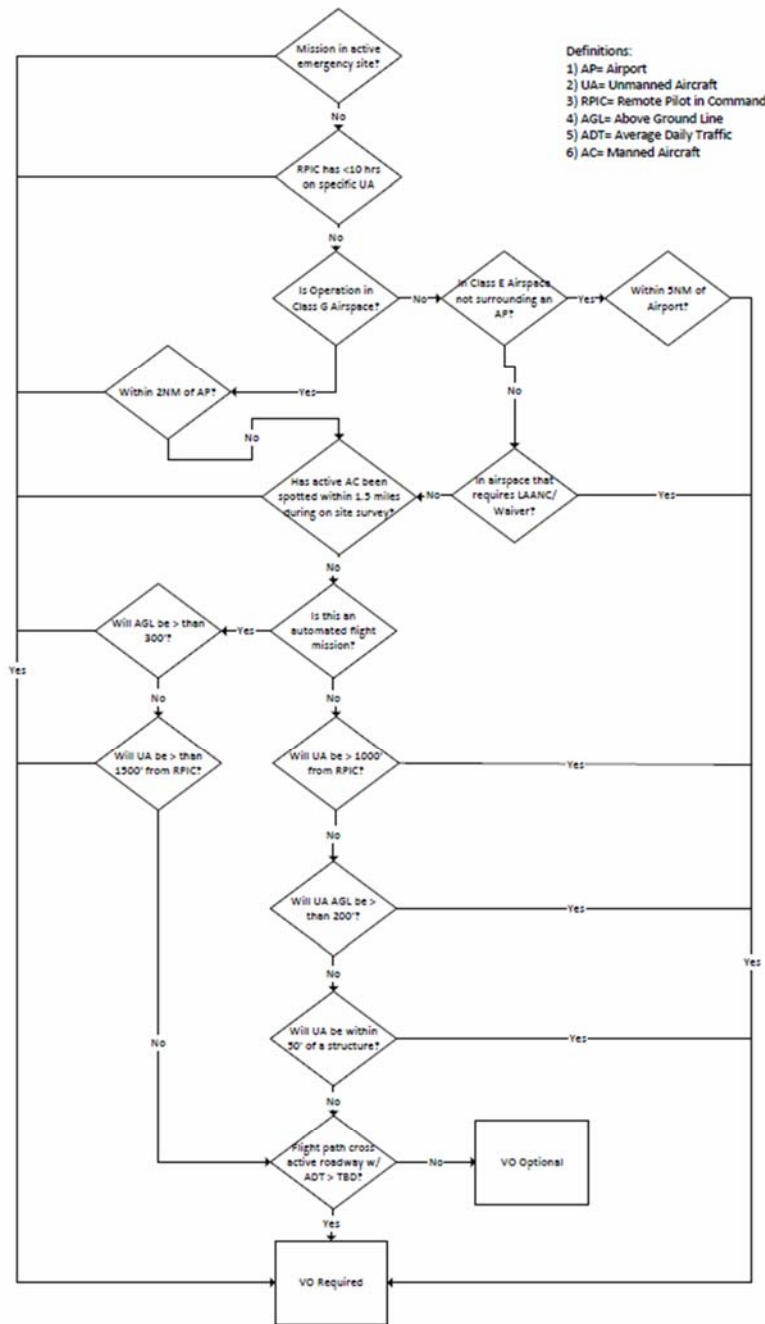 Mission in active
emergency site?
Definitions:
1) AP= Airport
2) UA= Unmanned Aircraft
3) RPIC= Remote Pilot in Command
4) AGL= Above Ground Line
5) ADT= Average Daily Traffic
6) AC= Manned Aircraft
No
RPIC has <10 hrs
on specific UA
No
Is Operation in
Class G Airspace?
No
In Class E Airspace
not surrounding an
AP?
Yes
Within 5NM of
Airport?
Within 2NM of AP?
Yes
No
No
Has active AC been
spotted within 1.5 miles
during on site survey?
No
In airspace that
requires LAANC/
Waiver?
Yes
No
Will AGL be > than
300'?
Yes
Is this an
automated flight
mission?
Yes
No
No
Will UA be > than
1500' from RPIC?
Will UA be > 1000'
from RPIC?
Yes
No
Will UA AGL be >
than 200'?
Yes
Yes
No
No
Will UA be within
50' of a structure?
Yes
No
Flight path cross
active roadway w/
ADT > TBD?
No
VO Optional
Yes
VO Required